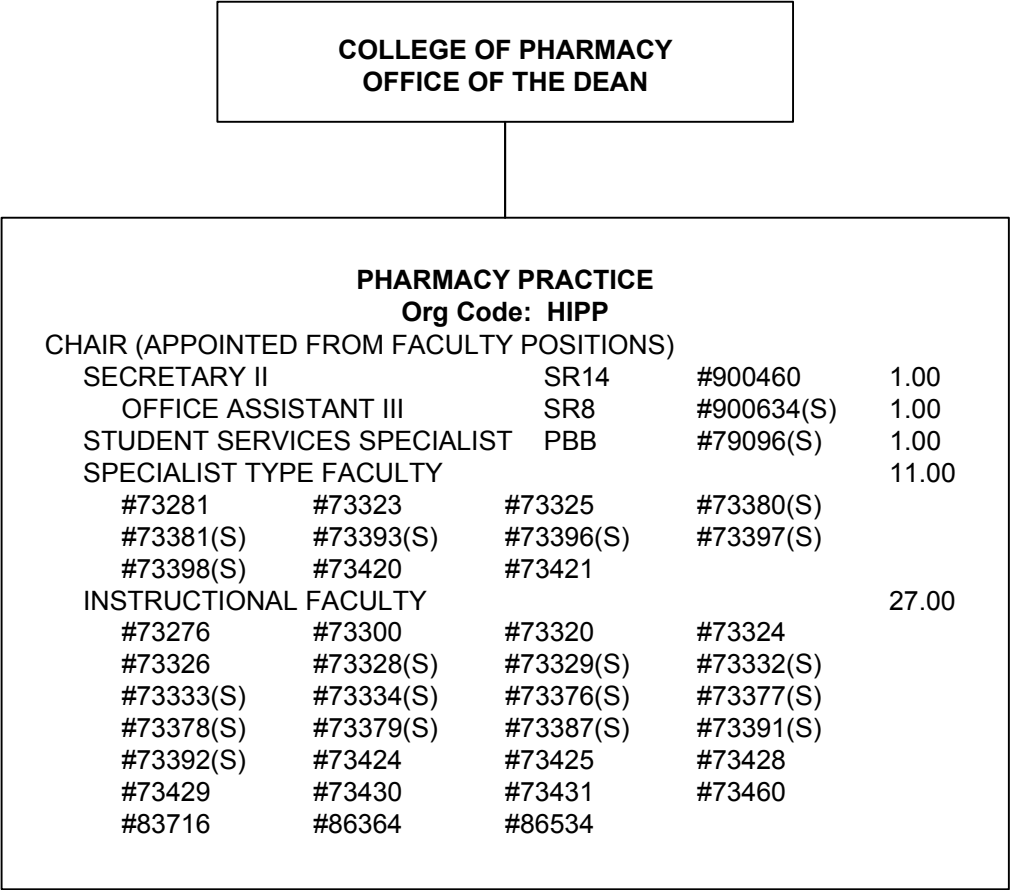 COLLEGE OF PHARMACY
OFFICE OF THE DEAN
PHARMACY PRACTICE
Org Code: HIPP
CHAIR (APPOINTED FROM FACULTY POSITIONS)
SECRETARY II SR14 #900460 1.00
OFFICE ASSISTANT III SR8 #900634(S) 1.00
STUDENT SERVICES SPECIALIST PBB #79096(S) 1.00
SPECIALIST TYPE FACULTY 11.00
#73281 #73323 #73325 #73380(S)
#73381(S) #73393(S) #73396(S) #73397(S)
#73398(S) #73420 #73421
INSTRUCTIONAL FACULTY 27.00
#73276 #73300 #73320 #73324
#73326 #73328(S) #73329(S) #73332(S)
#73333(S) #73334(S) #73376(S) #73377(S)
#73378(S) #73379(S) #73387(S) #73391(S)
#73392(S) #73424 #73425 #73428
#73429 #73430 #73431 #73460
#83716 #86364 #86534